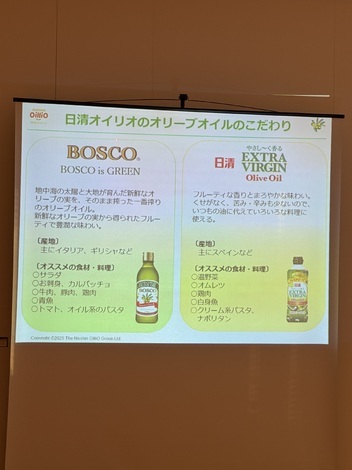 OilliO
日清オイリオのオリーブオイルのこだわり
BOSCO®
BOSCO is GREEN
地中海の太陽と大地が育んだ新鮮なオ
リーブの実を、そのまま搾った一番搾り
のオリーブオイル。
新鮮なオリーブの実から得られたフルー
ティで豊潤な味わい。
（産地）
主にイタリア、ギリシャなど
（オススメの食材・料理）
○サラダ
○お刺身、カルパッチョ
○牛肉、豚肉、鶏肉
○青魚
○トマト、オイル系のパスタ
BOSCO
やさし〜く香る
日清 EXTRA
VIRGIN
Olive Oil
フルーティな香りとまろやかな味わい。
くせがなく、苦み・辛みも少ないので、
いつもの油に代えていろいろな料理に
使える。
（産地）
主にスペインなど
（オススメの食材・料理）
○温野菜
○オムレツ
○鶏肉
○白身魚
○クリーム系パスタ、
ナポリタン
EXTRA
VIRGIN
Copyright ©2025 The Nisshin OilliO Group Ltd.